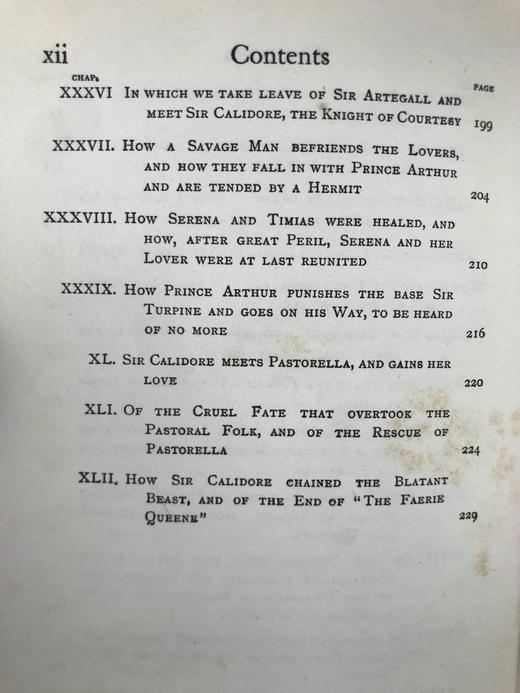 xii Contents
CHAP. PAGE
XXXVI In which we take leave of Sir Artegall and
meet Sir Calidore, the Knight of Courtesy 199
XXXVII. How a Savage Man befriends the Lovers,
and how they fall in with Prince Arthur
and are tended by a Hermit 204
XXXVIII. How Serena and Timias were healed, and
how, after great Peril, Serena and her
Lover were at last reunited 210
XXXIX. How Prince Arthur punishes the base Sir
Turpine and goes on his Way, to be heard
of no more 216
XL. Sir Calidore meets Pastorella, and gains her
love 220
XLI. Of the Cruel Fate that overtook the
Pastoral Folk, and of the Rescue of
Pastorella 224
XLII. How Sir Calidore chained the Blatant
Beast, and of the End of "The Faerie
Queene" 229